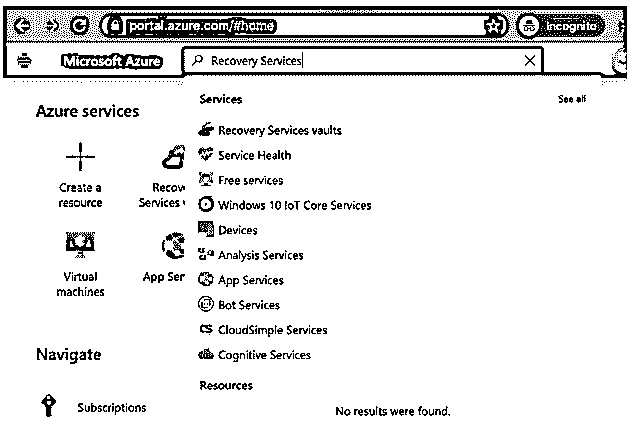 portal.azure.com/#home
Incognito
Microsoft Azure
Recovery Services
Services
See all
Azure services
Recovery Services vaults
Service Health
Free services
Windows 10 IoT Core Services
Devices
Analysis Services
App Services
Bot Services
CloudSimple Services
Cognitive Services
Create a
resource
Recov
Services
Virtual
machines
App Ser
Navigate
Subscriptions
Resources
No results were found.